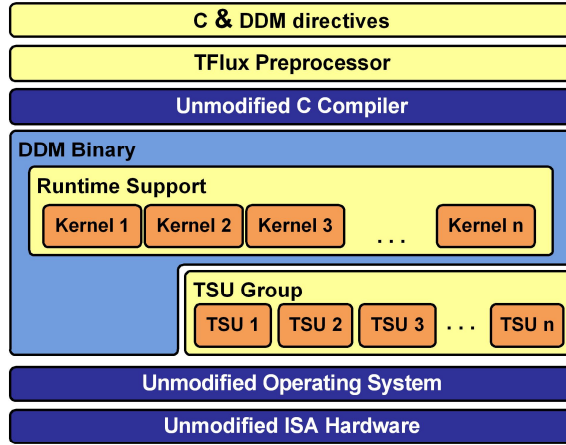 C & DDM directives
TFlux Preprocessor
Unmodified C Compiler
DDM Binary
Runtime Support
Kernel 1 Kernel 2 Kernel 3 . . . Kernel n
TSU Group
TSU 1 TSU 2 TSU 3 . . . TSU n
Unmodified Operating System
Unmodified ISA Hardware